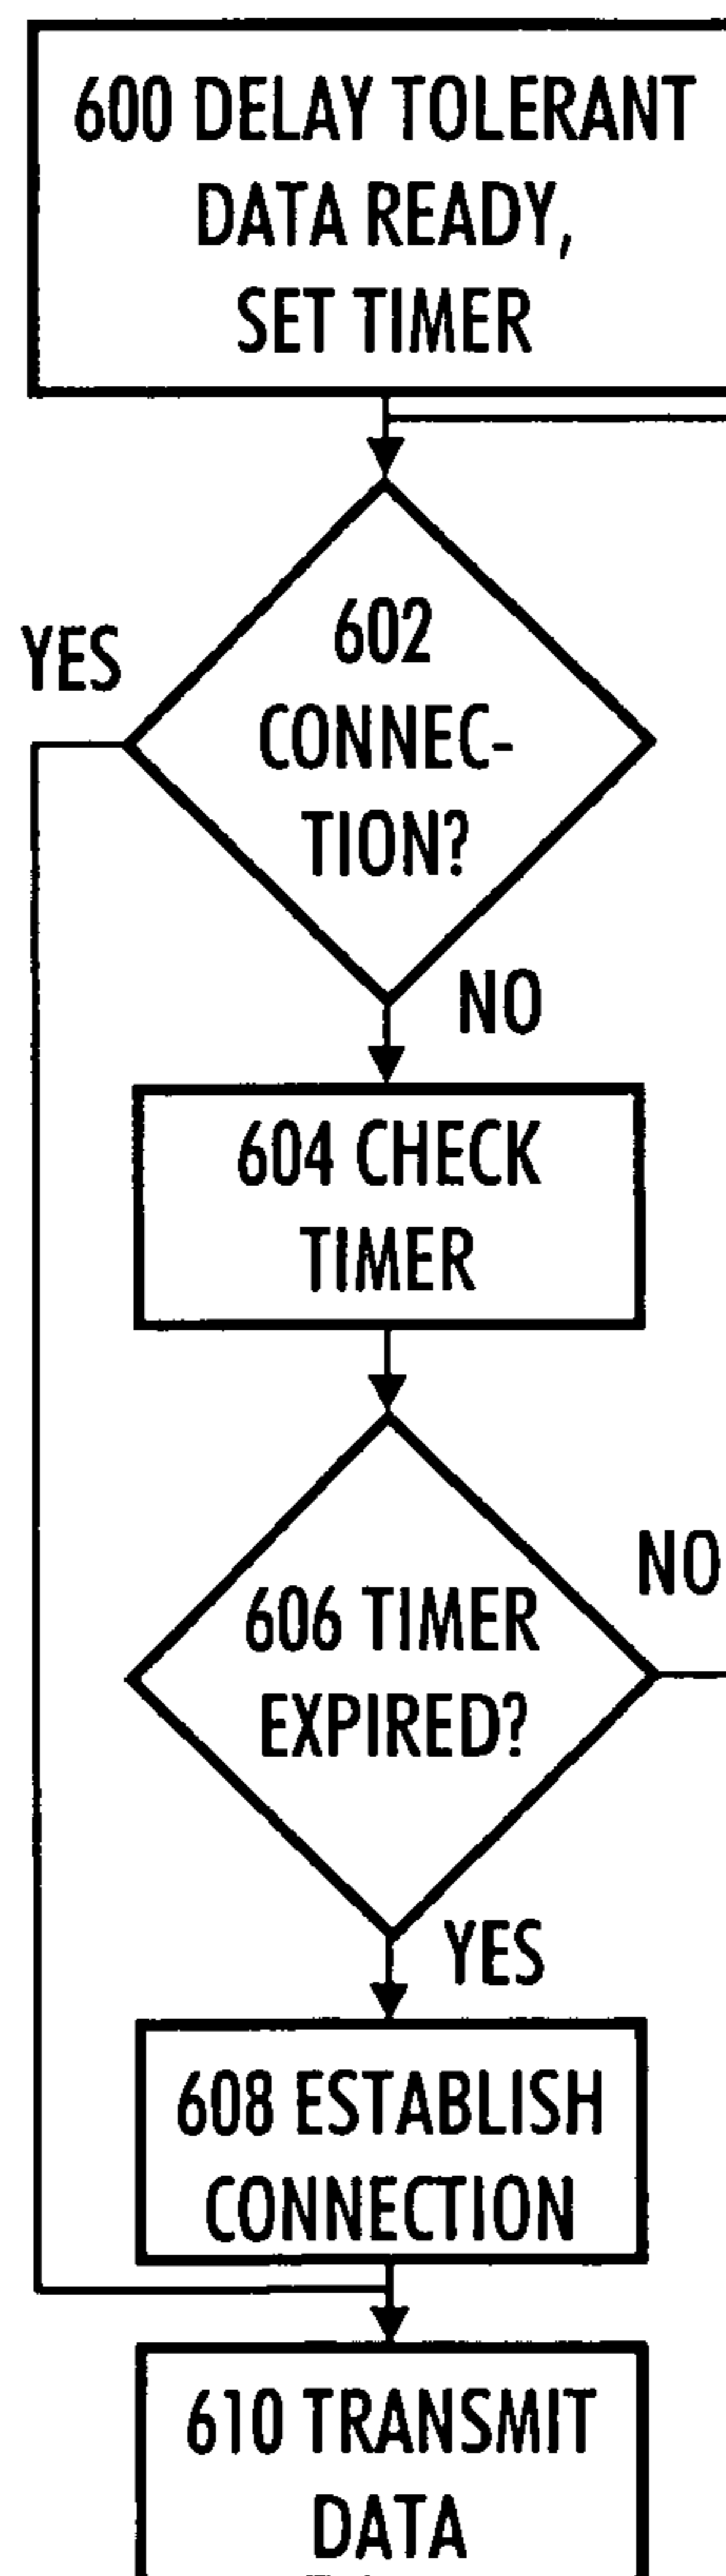 600 DELAY TOLERANT
DATA READY,
SET TIMER
602
CONNEC-
TION?
YES
NO
604 CHECK
TIMER
606 TIMER
EXPIRED?
NO
YES
608 ESTABLISH
CONNECTION
610 TRANSMIT
DATA